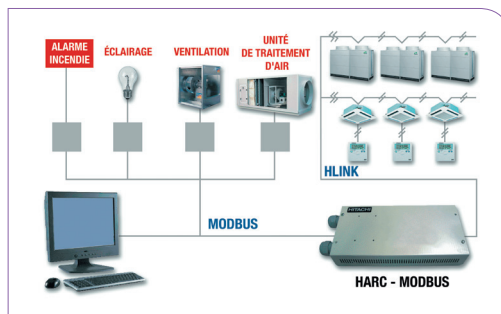 ALARME
INCENDIE
ÉCLAIRAGE
VENTILATION
UNITÉ
DE TRAITEMENT
D'AIR
HLINK
MODBUS
HITACHI
HARC - MODBUS